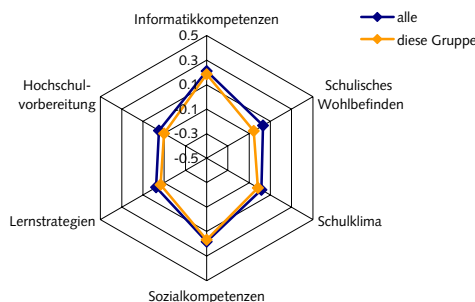 Informatikkompetenzen
alle
diese Gruppe
0.5
0.3
0.1
-0.1
-0.3
-0.5
Hochschul-
vorbereitung
Schulisches
Wohlbefinden
Lernstrategien
Schulklima
Sozialkompetenzen